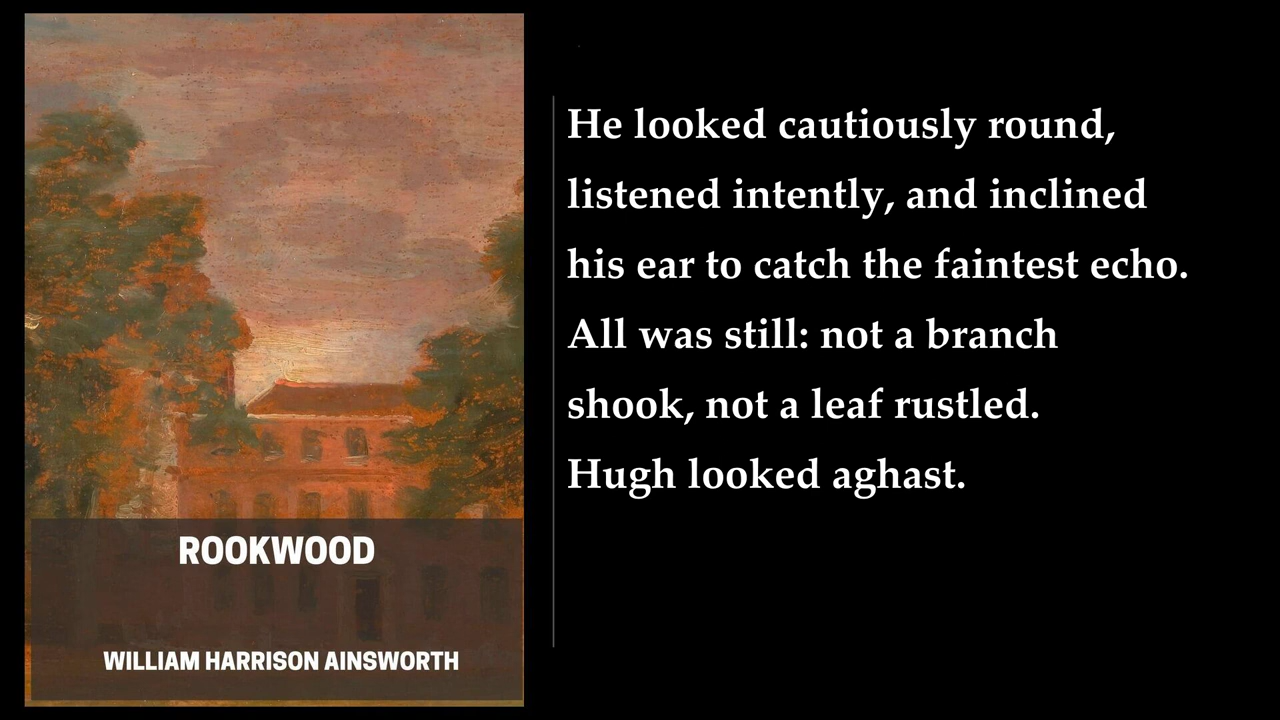 ROOKWOOD
WILLIAM HARRISON AINSWORTH
He looked cautiously round,
listened intently, and inclined
his ear to catch the faintest echo.
All was still: not a branch
shook, not a leaf rustled.
Hugh looked aghast.